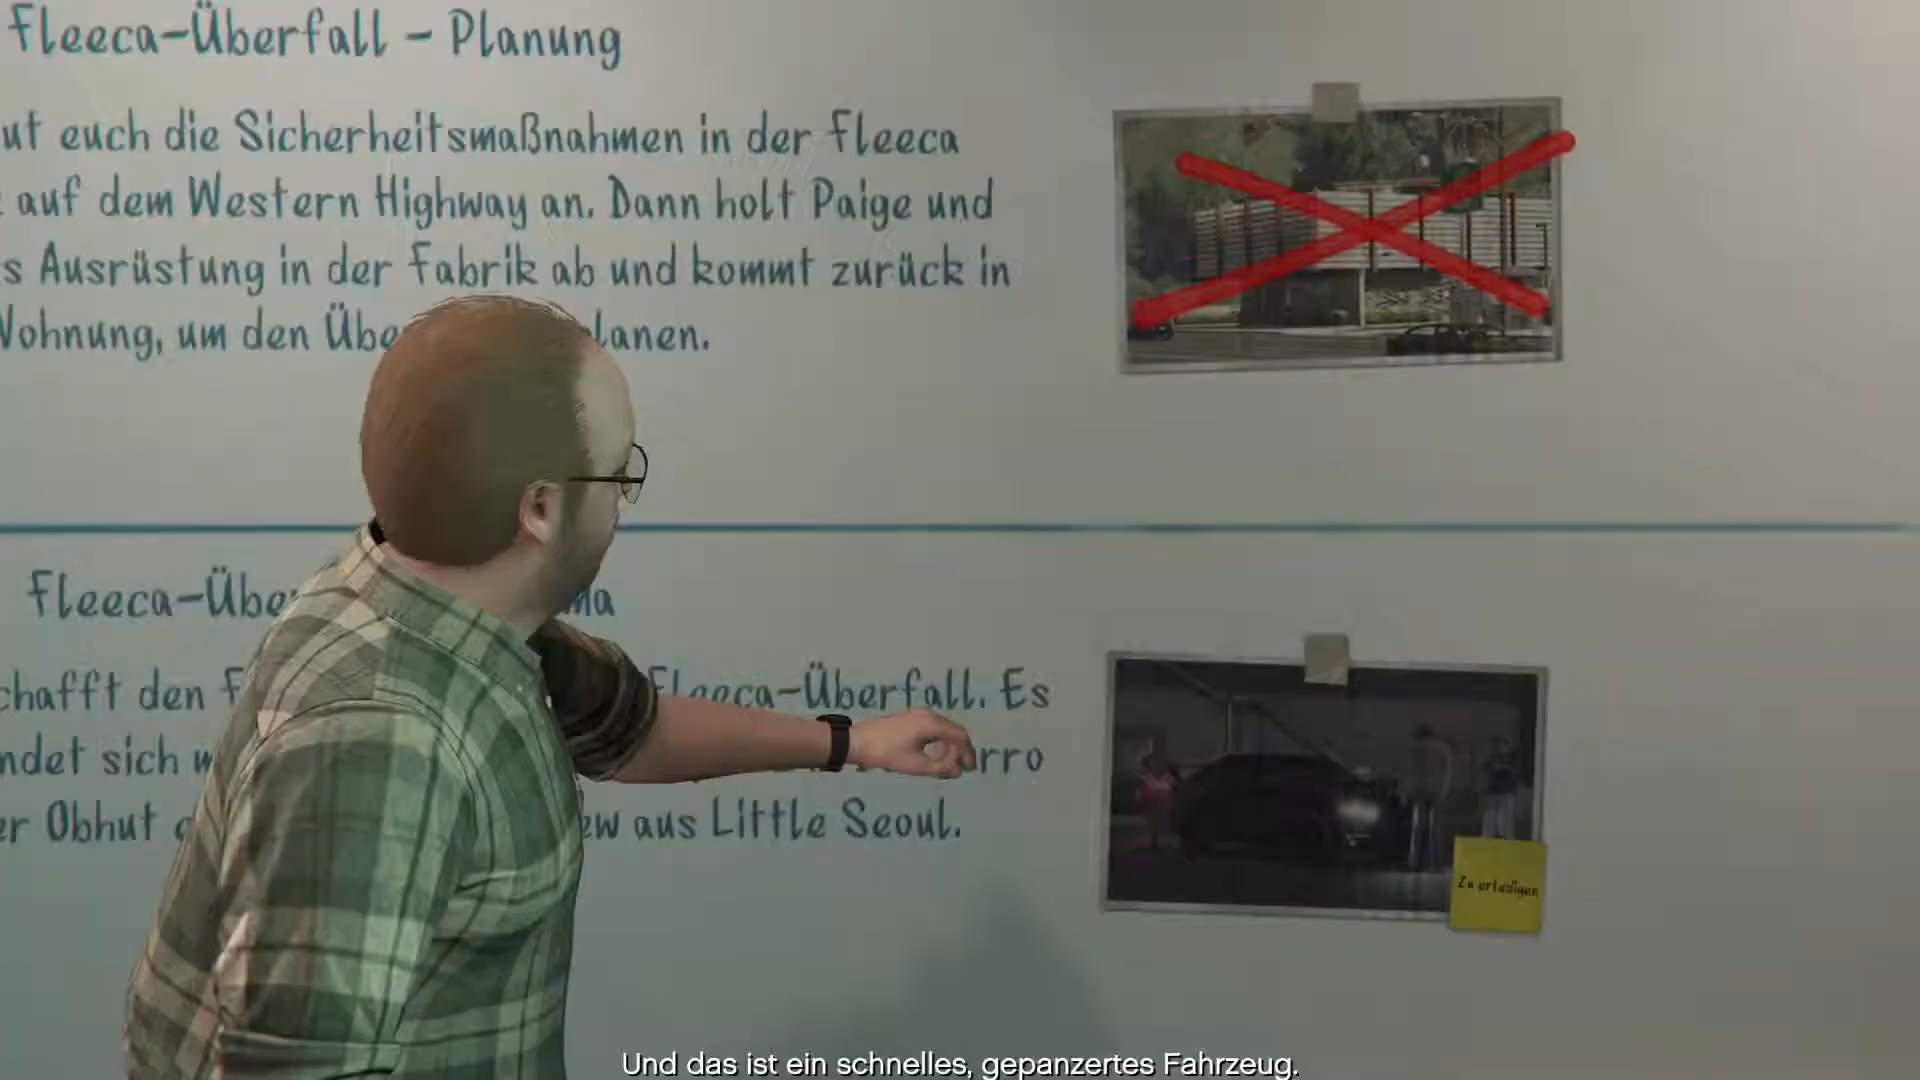 Fleeca-Überfall – Planung
ut euch die Sicherheitsmaßnahmen in der Fleeca
auf dem Western Highway an. Dann holt Paige und
s Ausrüstung in der Fabrik ab und kommt zurück in
Wohnung, um den Übe lanen.
Fleeca-Übe ma
chafft den F Fleeca-Überfall. Es
ndet sich w rro
er Obhut ew aus Little Seoul.
Zu erledigen
Und das ist ein schnelles, gepanzertes Fahrzeug.